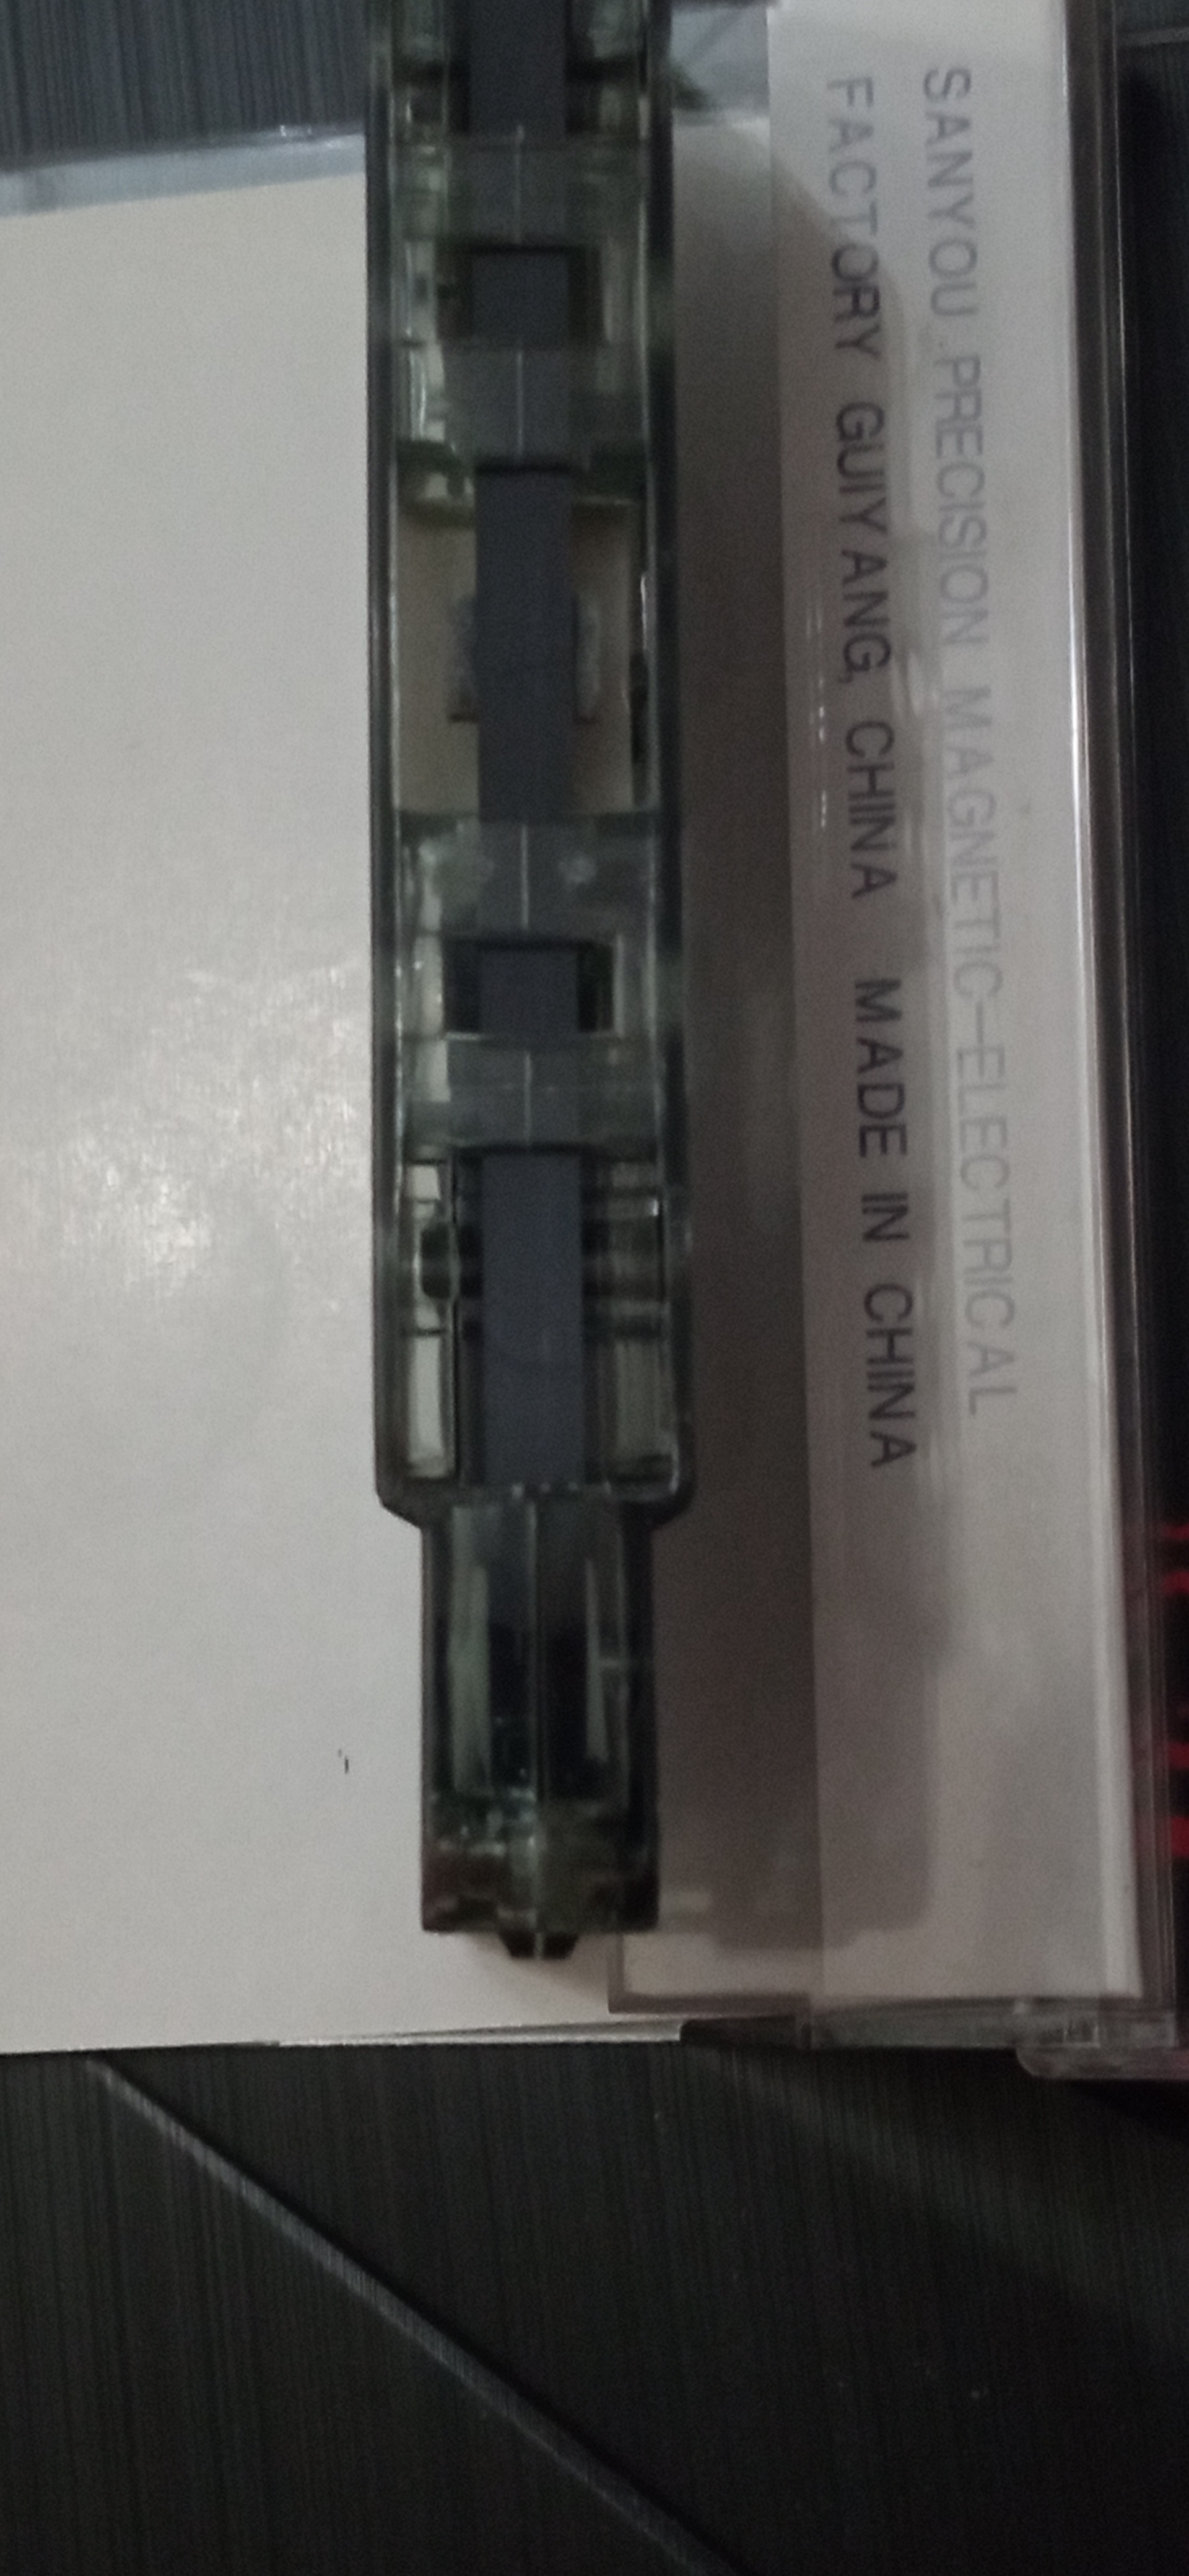 SANYOU PRECISION MAGNETIC—ELECTRICAL
FACTORY GUIYANG, CHINA MADE IN CHINA